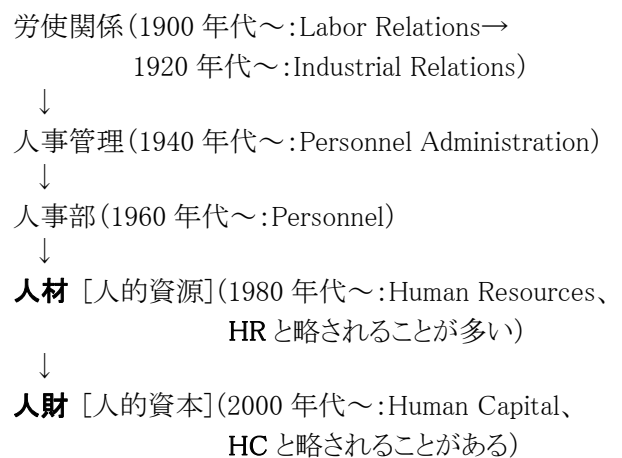 労使関係(1900 年代～:Labor Relations→
1920 年代～:Industrial Relations)
↓
人事管理(1940 年代～:Personnel Administration)
↓
人事部(1960 年代～:Personnel)
↓
人材 [人的資源](1980 年代～:Human Resources、
HR と略されることが多い)
↓
人財 [人的資本](2000 年代～:Human Capital、
HC と略されることがある)